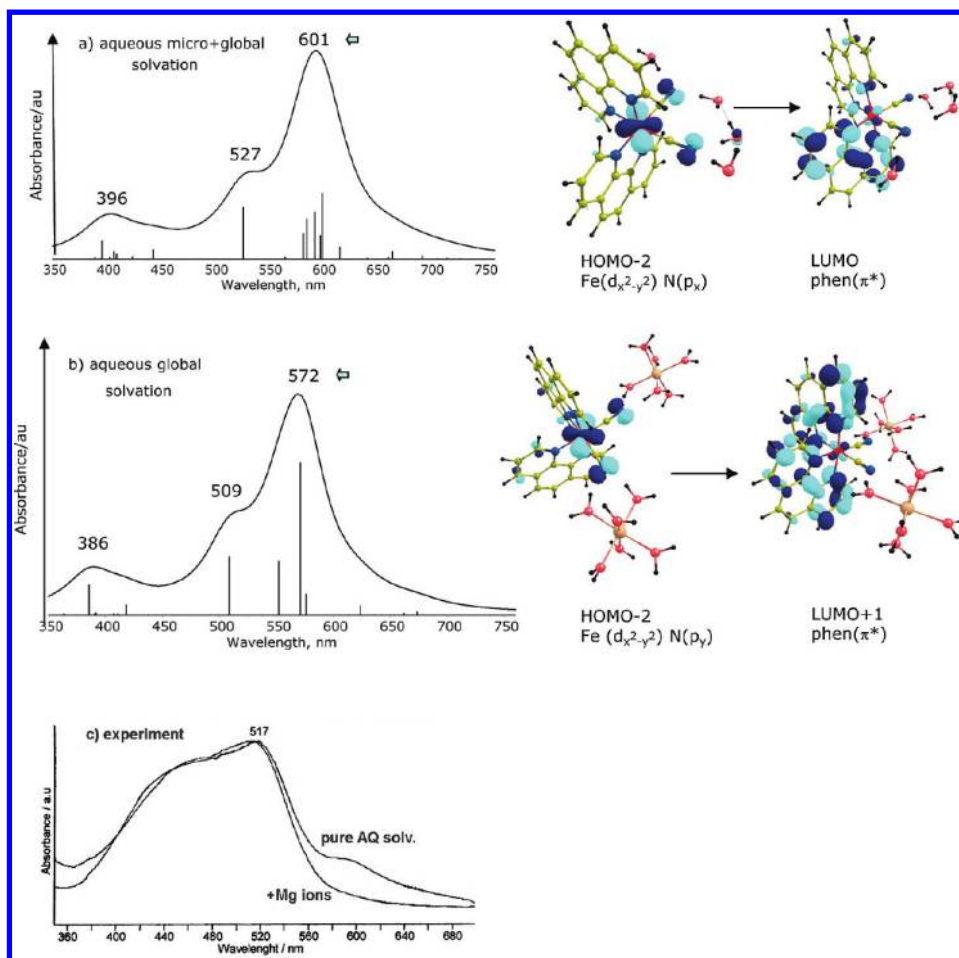 a) aqueous micro+global
solvation
601
527
396
Absorbance/au
350 400 450 500 550 600 650 700 750
Wavelength, nm
HOMO-2
Fe(dx²-y²) N(px)
LUMO
phen(π*)
b) aqueous global
solvation
572
509
386
Absorbance/au
350 400 450 500 550 600 650 700 750
Wavelength, nm
HOMO-2
Fe (dx²-y²) N(py)
LUMO+1
phen(π*)
c) experiment
517
pure AQ solv.
+Mg ions
Absorbance / a.u
360 400 440 480 520 560 600 640 680
Wavelenght / nm